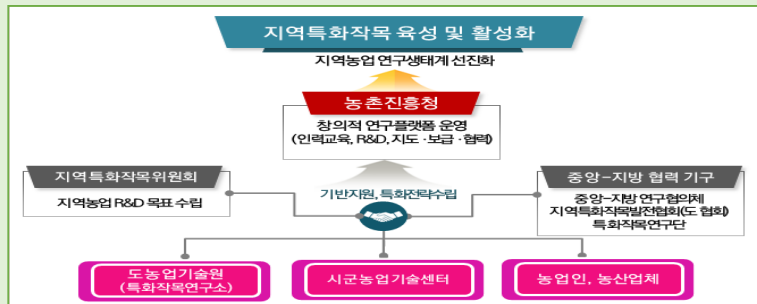 지역특화작목 육성 및 활성화
지역농업 연구생태계 선진화
농촌진흥청
창의적 연구플랫폼 운영
(인력교육, R&D, 지도·보급·협력)
지역특화작목위원회
지역농업 R&D 목표 수립
기반지원, 특화전략수립
중앙-지방 협력 기구
중앙-지방 연구협의체
지역특화작목발전협회(도 협회)
특화작목연구단
도농업기술원
(특화작목연구소)
시군농업기술센터
농업인, 농산업체